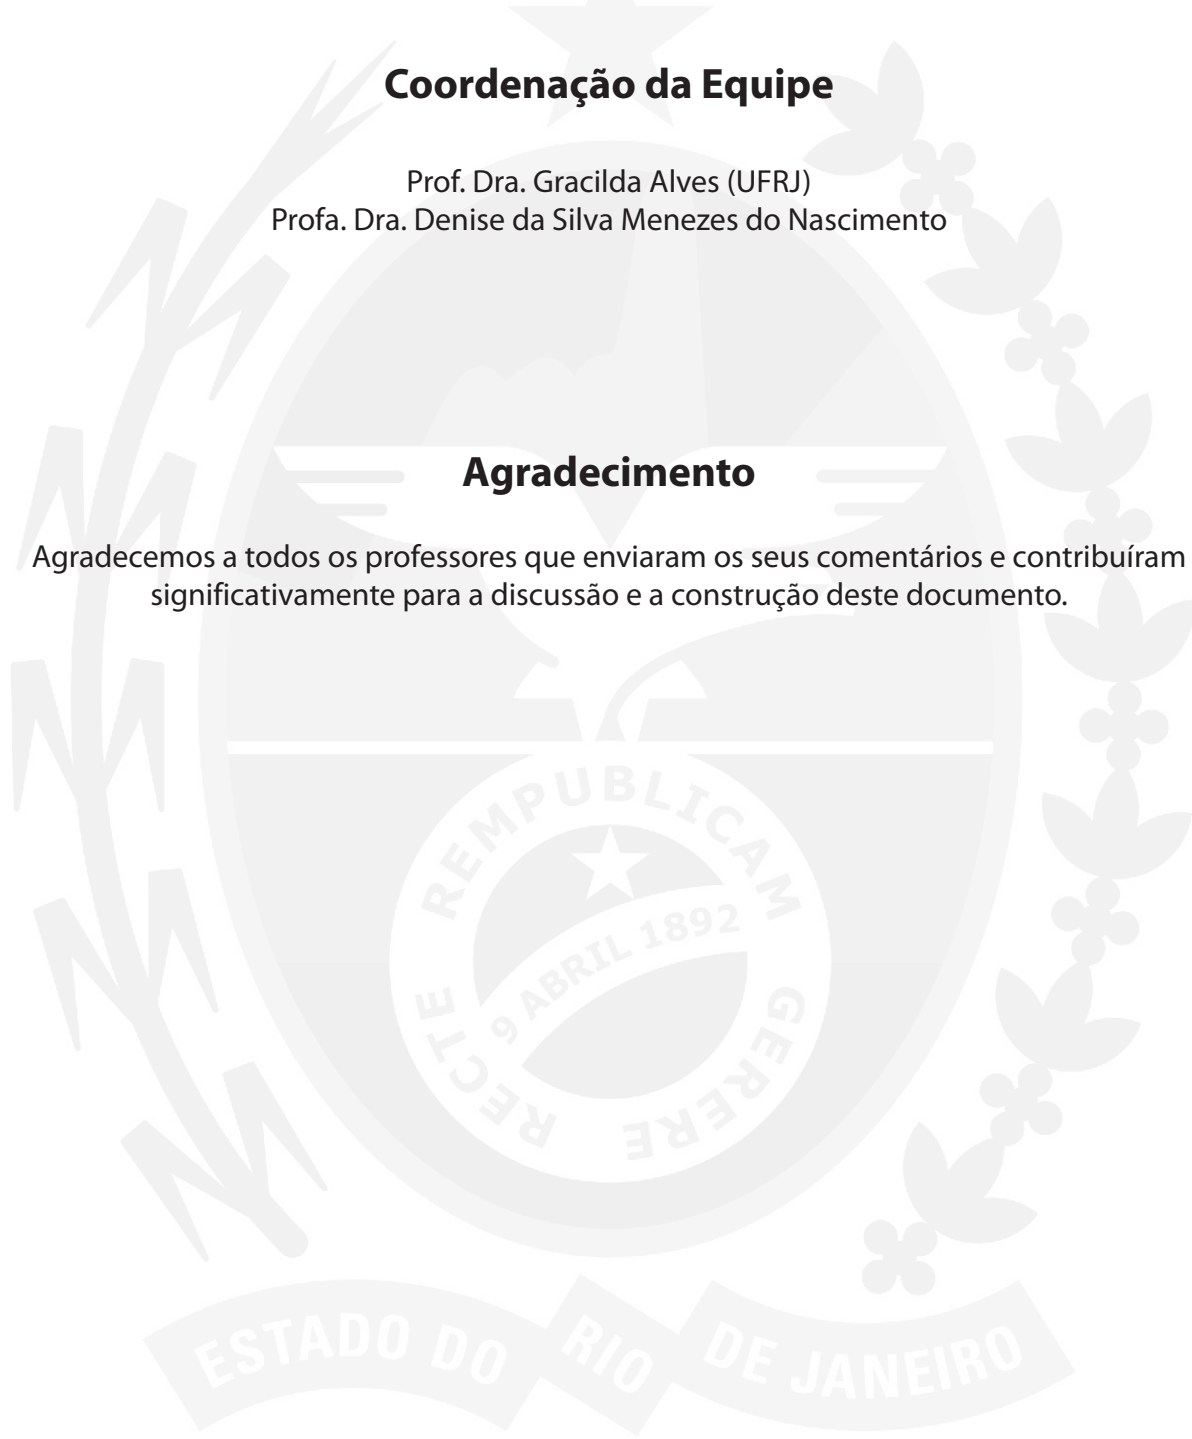 Coordenação da Equipe
Prof. Dra. Gracilda Alves (UFRJ)
Profa. Dra. Denise da Silva Menezes do Nascimento
Agradecimento
Agradecemos a todos os professores que enviaram os seus comentários e contribuíram
significativamente para a discussão e a construção deste documento.
RECTE REMPUBLICAM GERERE
9 ABRIL 1892
ESTADO DO RIO DE JANEIRO